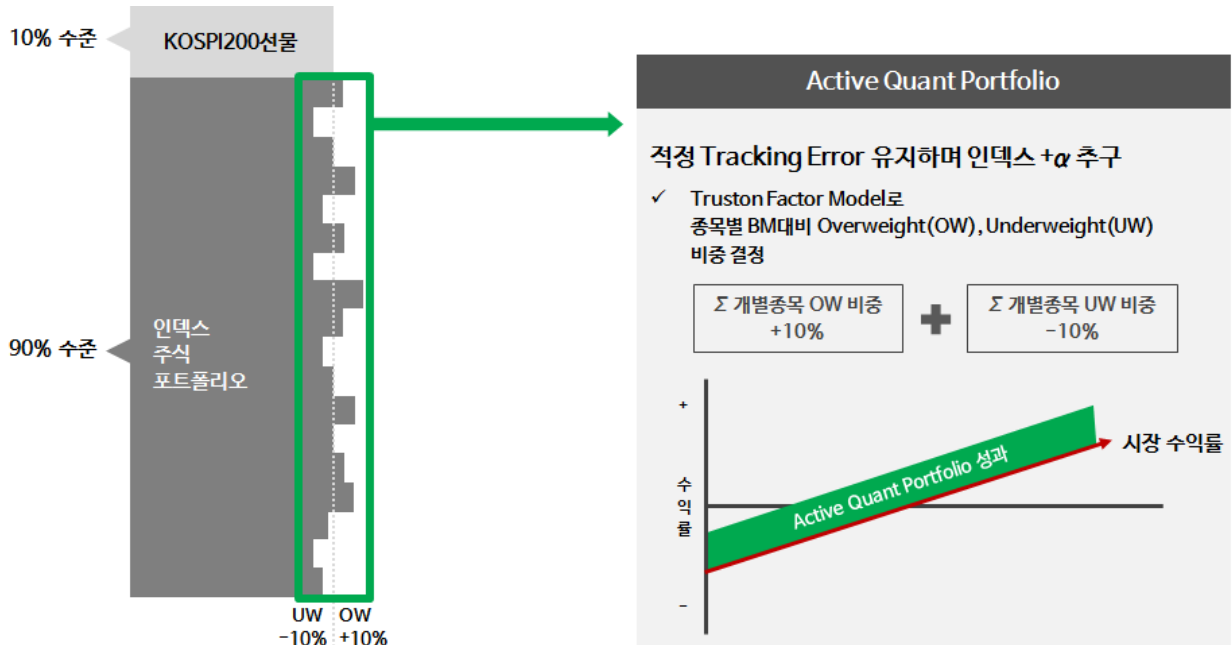 10% 수준
KOSPI200선물
90% 수준
인덱스
주식
포트폴리오
UW OW
-10% +10%
Active Quant Portfolio
적정 Tracking Error 유지하며 인덱스 +α 추구
✓ Truston Factor Model로
종목별 BM대비 Overweight(OW), Underweight(UW)
비중 결정
Σ 개별종목 OW 비중
+10%
Σ 개별종목 UW 비중
-10%
+
수
익
률
-
Active Quant Portfolio 성과
시장 수익률